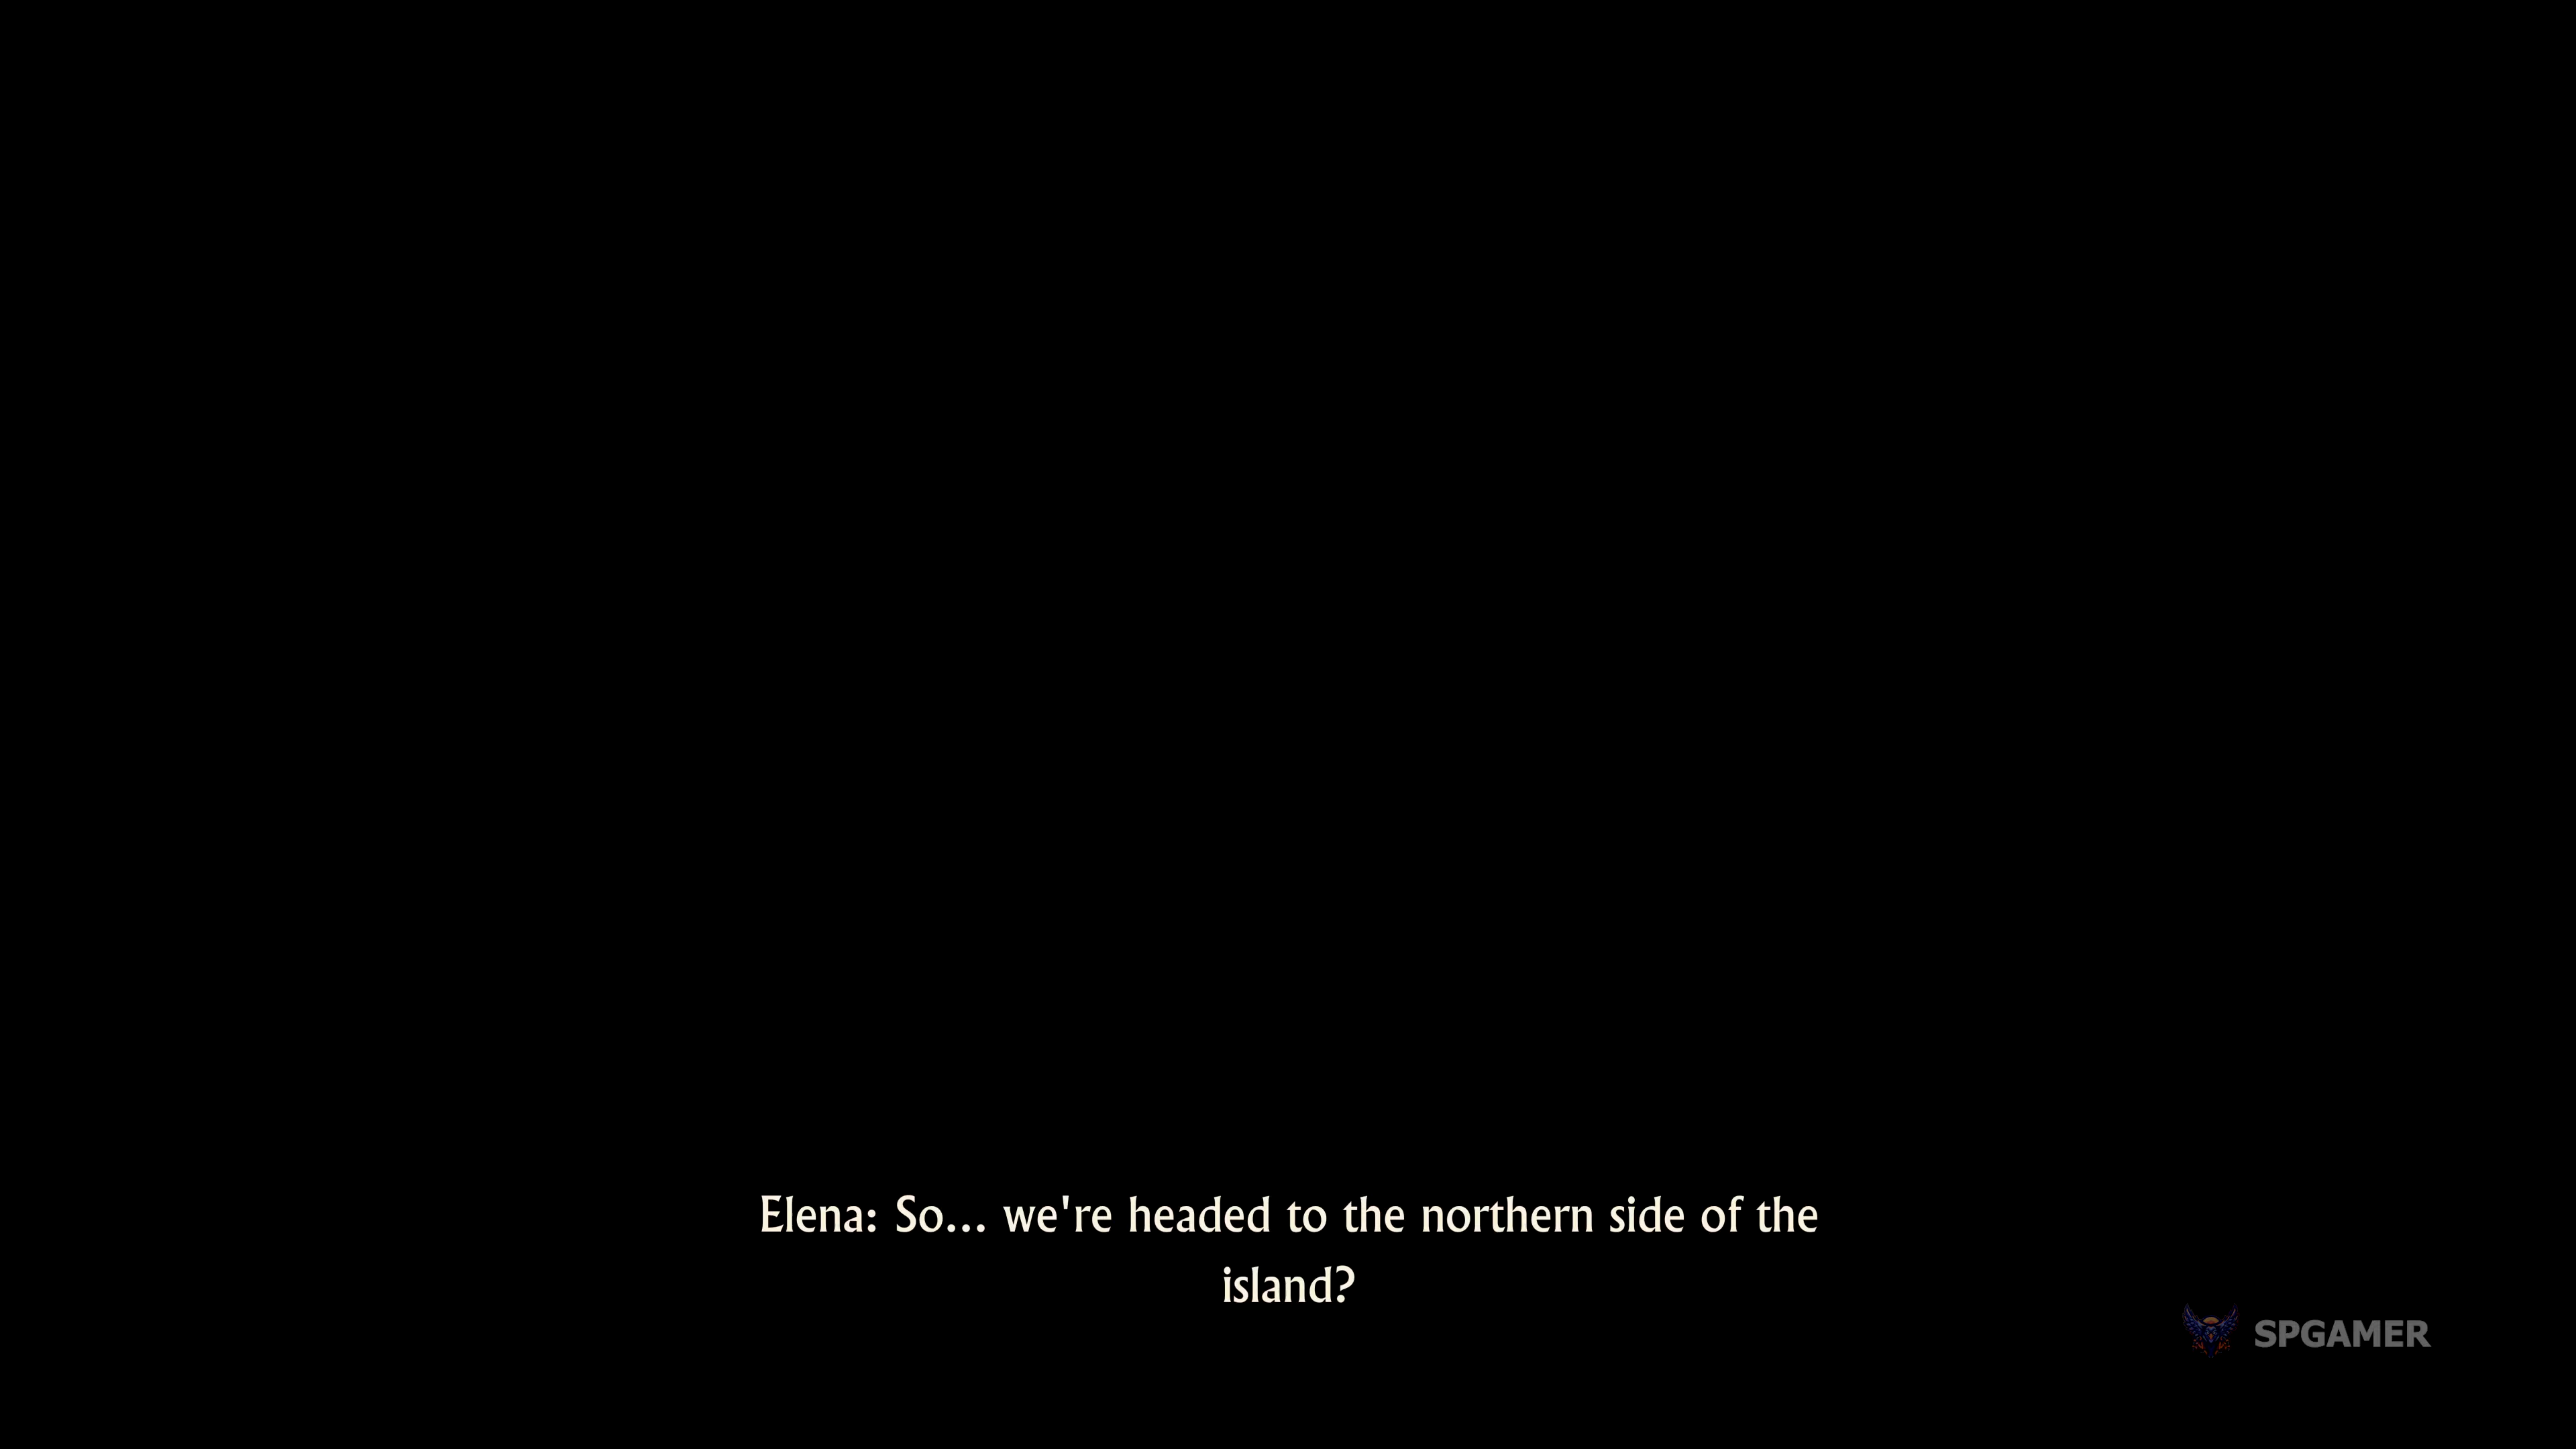 Elena: So... we're headed to the northern side of the
island?
SPGAMER